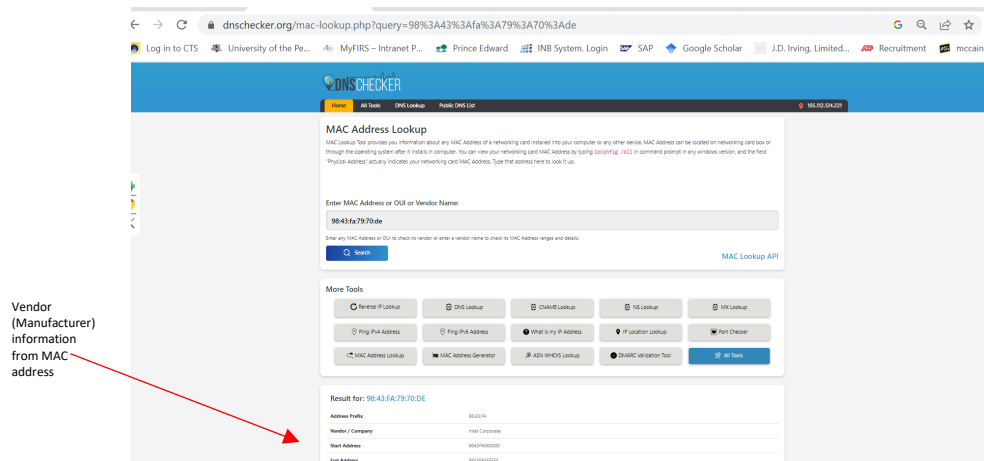 dnschecker.org/mac-lookup.php?query=98%3A43%3Afa%3A79%3A70%3Ade
Log in to CTS University of the Pe... MyFIRS – Intranet P... Prince Edward INB System. Login SAP Google Scholar J.D. Irving, Limited... Recruitment mccain
DNSCHECKER
Home All Tools DNS Lookup Public DNS List 105.112.124.221
MAC Address Lookup
MAC Lookup Tool provides you information about any MAC Address of a networking card installed into your computer or any other device. MAC Address can be located on networking card box or
through the operating system after it installs in computer. You can view your networking card MAC Address by typing ipconfig /all in command prompt in any windows version, and the field
"Physical Address" actually indicates your networking card MAC Address. Type that address here to look it up.
Enter MAC Address or OUI or Vendor Name:
98:43:fa:79:70:de
Enter any MAC Address or OUI to check its vendor or enter a vendor name to check its MAC Address ranges and details.
Search
MAC Lookup API
More Tools
Reverse IP Lookup DNS Lookup CNAME Lookup NS Lookup MX Lookup
Ping IPv4 Address Ping IPv6 Address What is my IP Address IP Location Lookup Port Checker
MAC Address Lookup MAC Address Generator ASN WHOIS Lookup DMARC Validation Tool All Tools
Vendor
(Manufacturer)
information
from MAC
address
Result for: 98:43:FA:79:70:DE
Address Prefix 98:43:FA
Vendor / Company Intel Corporate
Start Address 9843FA000000
End Address